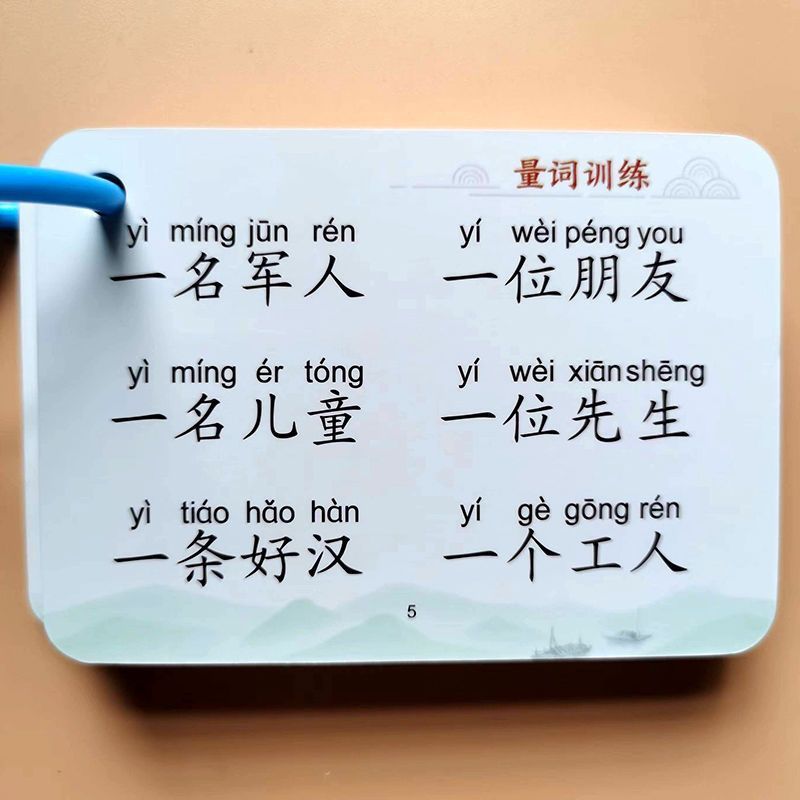 量词训练
yì míng jūn rén yí wèi péng you
一名军人 一位朋友
yì míng ér tóng yí wèi xiān shēng
一名儿童 一位先生
yì tiáo hǎo hàn yí gè gōng rén
一条好汉 一个工人
5